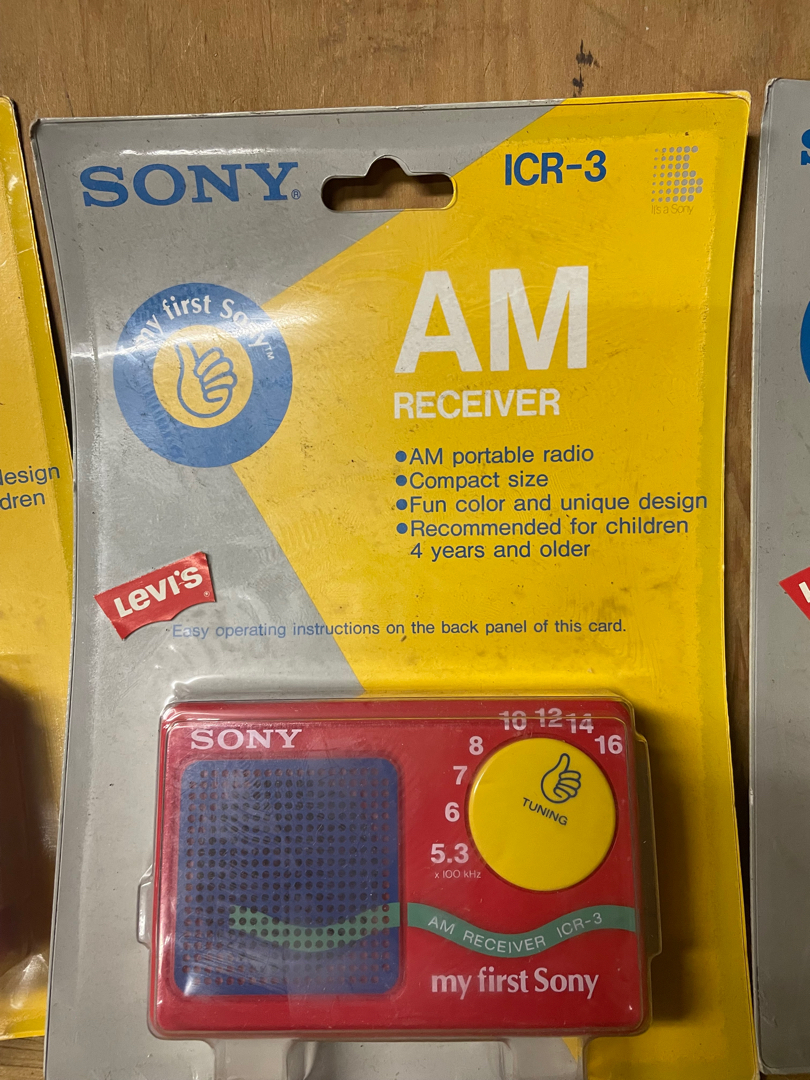 SONY®
ICR-3
It's a Sony
my first Sony™
AM
RECEIVER
●AM portable radio
●Compact size
●Fun color and unique design
●Recommended for children
4 years and older
esign
dren
LEVI'S®
Easy operating instructions on the back panel of this card.
SONY
5.3 6 7 8 10 12 14 16
x 100 kHz
TUNING
AM RECEIVER ICR-3
my first Sony